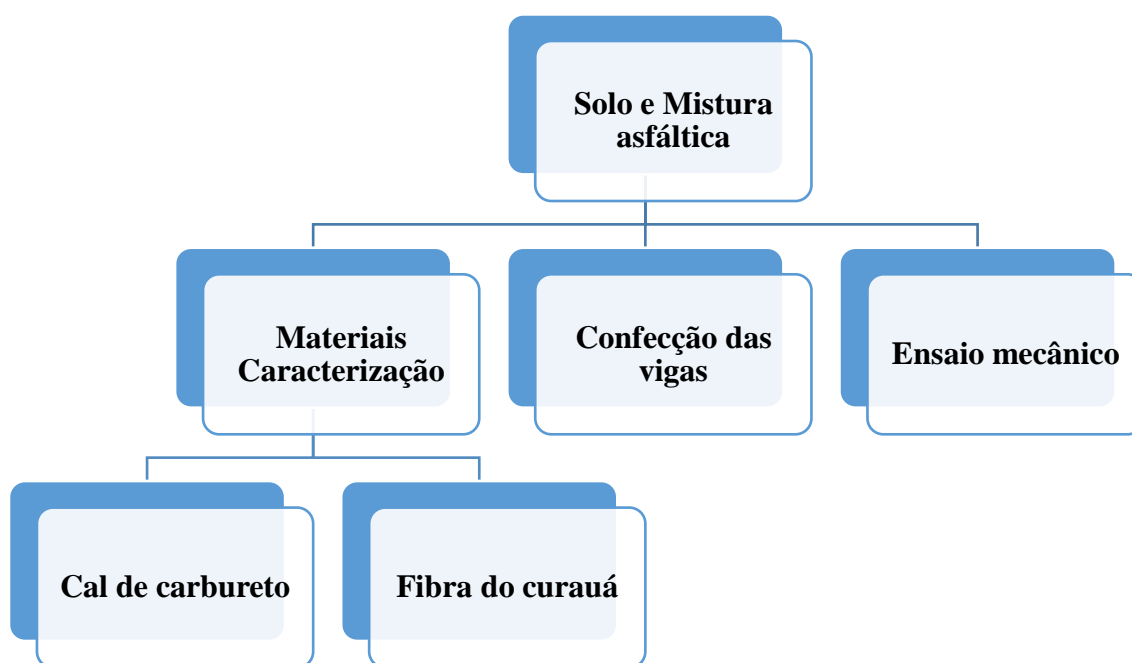 Solo e Mistura
asfáltica
Materiais
Caracterização
Confecção das
vigas
Ensaio mecânico
Cal de carbureto
Fibra do curauá